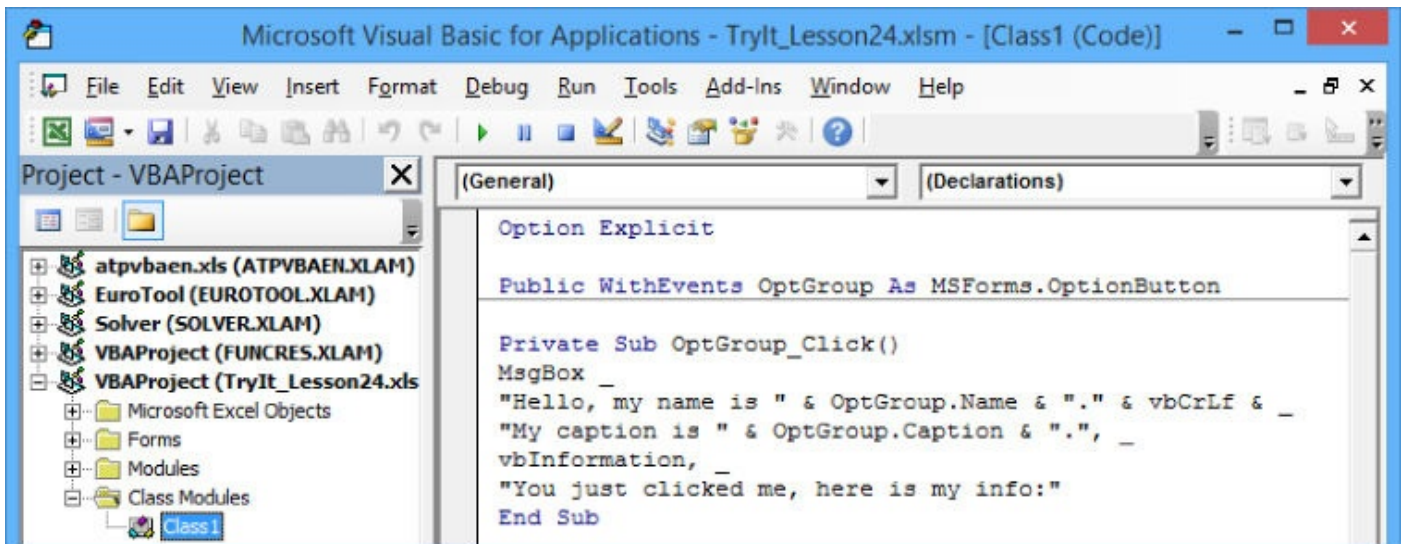 Microsoft Visual Basic for Applications - TryIt_Lesson24.xlsm - [Class1 (Code)]
File Edit View Insert Format Debug Run Tools Add-Ins Window Help
Project - VBAProject
atpvbaen.xls (ATPVBAEN.XLAM)
EuroTool (EUROTOOL.XLAM)
Solver (SOLVER.XLAM)
VBAProject (FUNCRES.XLAM)
VBAProject (TryIt_Lesson24.xls
Microsoft Excel Objects
Forms
Modules
Class Modules
Class1
(General) (Declarations)
Option Explicit
Public WithEvents OptGroup As MSForms.OptionButton
Private Sub OptGroup_Click()
MsgBox _
"Hello, my name is " & OptGroup.Name & "." & vbCrLf & _
"My caption is " & OptGroup.Caption & ".", _
vbInformation, _
"You just clicked me, here is my info:"
End Sub